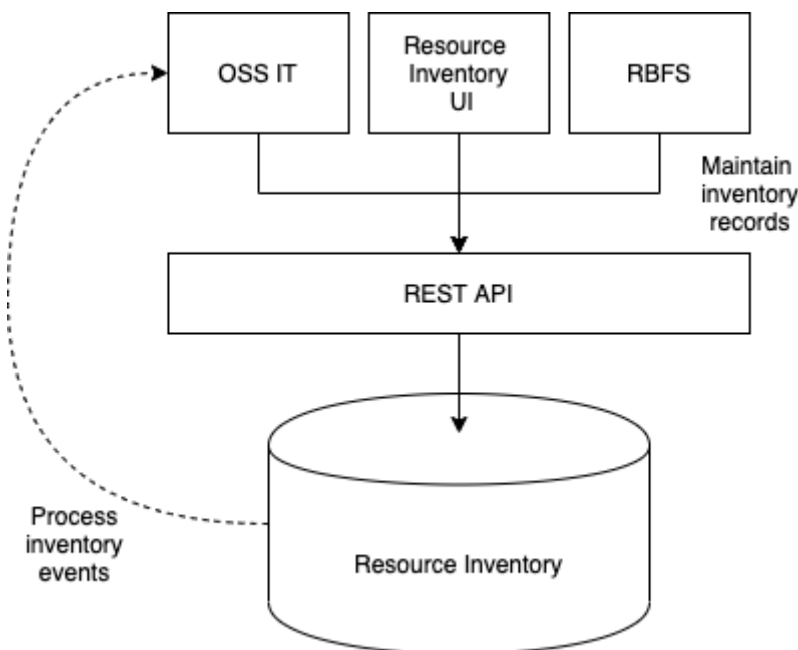 OSS IT
Resource
Inventory
UI
RBFS
Maintain
inventory
records
REST API
Process
inventory
events
Resource Inventory